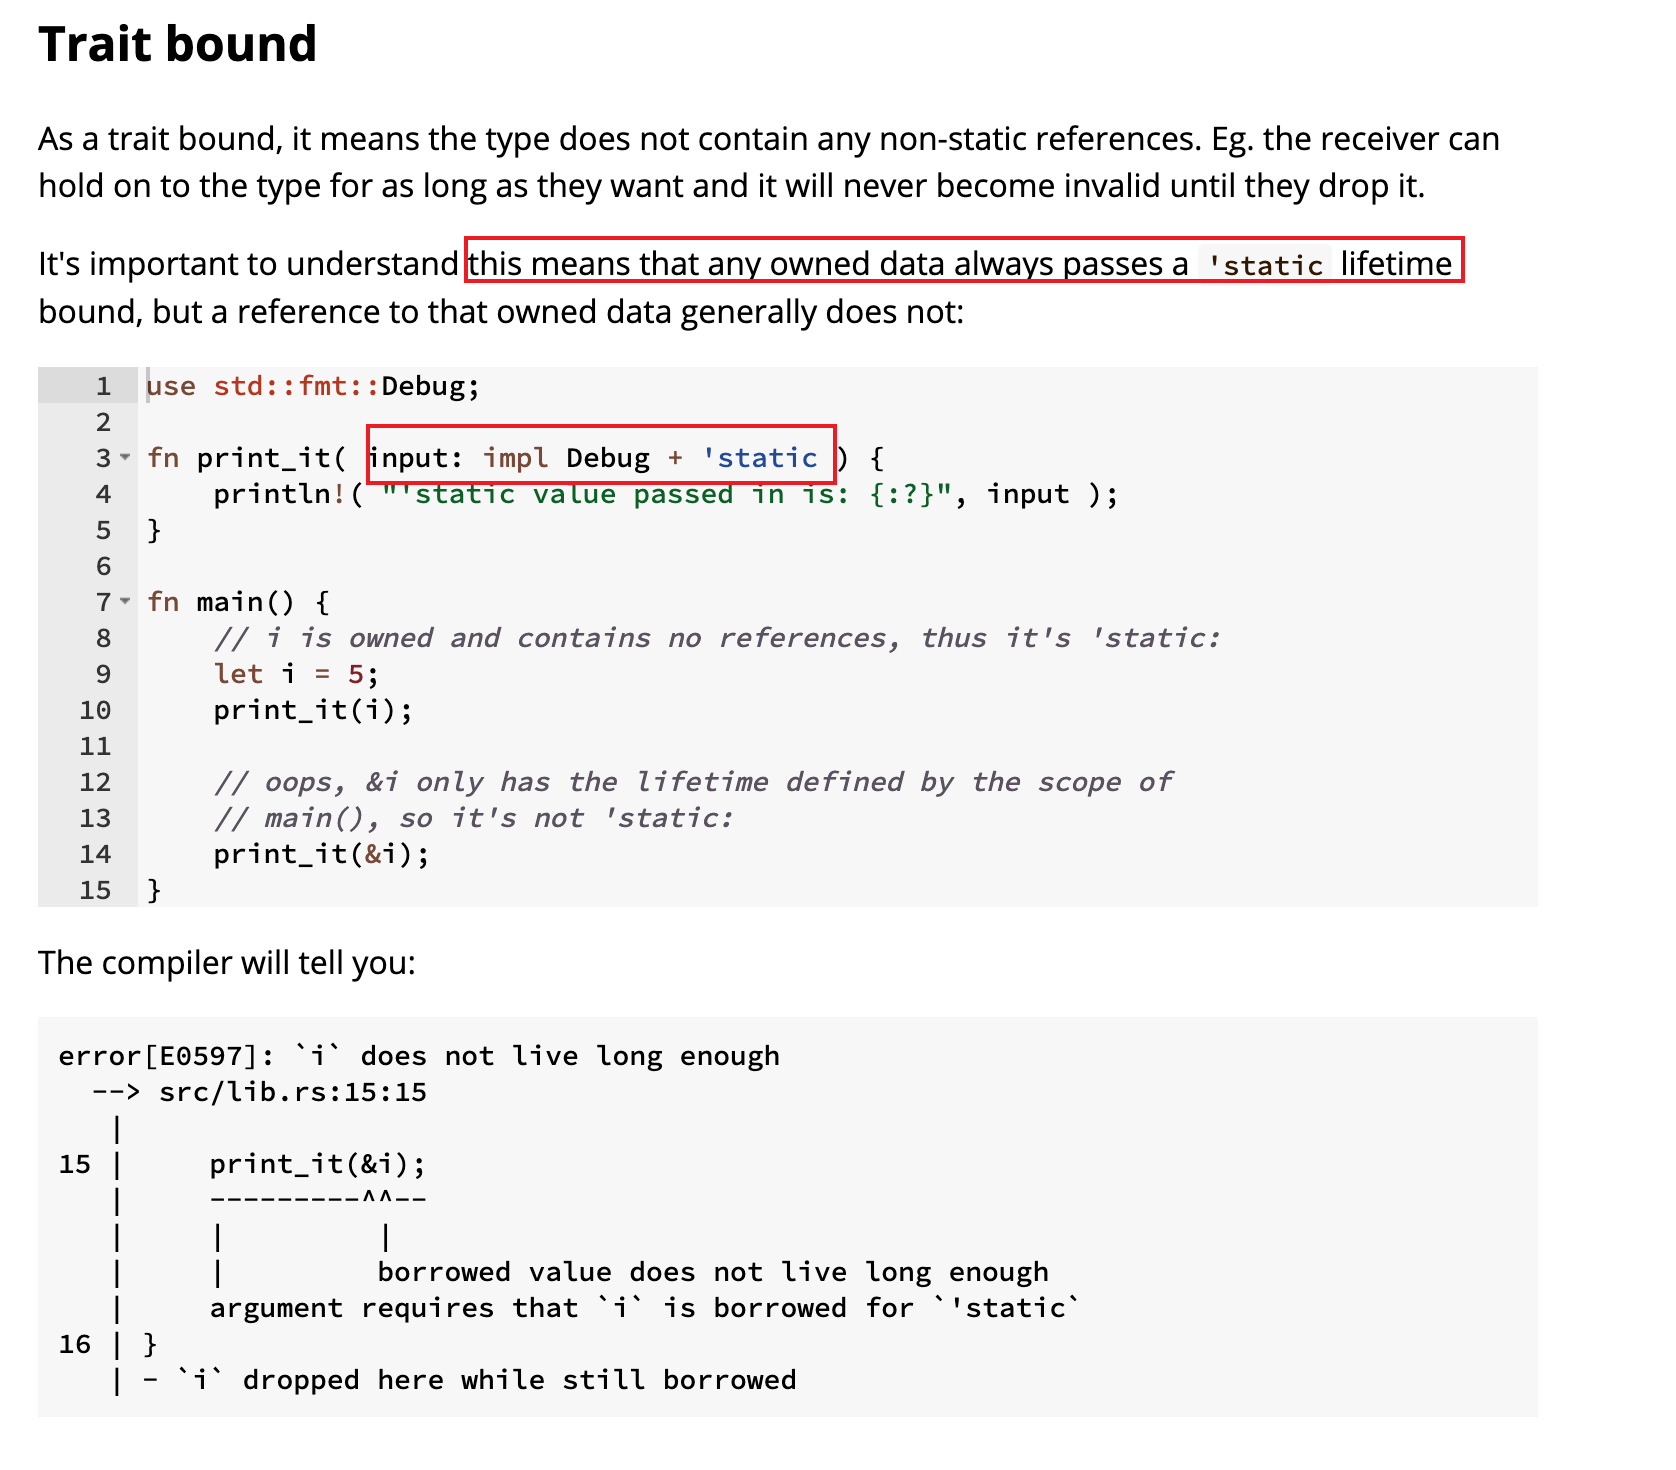 Trait bound
As a trait bound, it means the type does not contain any non-static references. Eg. the receiver can
hold on to the type for as long as they want and it will never become invalid until they drop it.
It's important to understand this means that any owned data always passes a 'static lifetime
bound, but a reference to that owned data generally does not:
1 use std::fmt::Debug;
2
3 fn print_it( input: impl Debug + 'static ) {
4     println!( "'static value passed in is: {:?}", input );
5 }
6
7 fn main() {
8     // i is owned and contains no references, thus it's 'static:
9     let i = 5;
10     print_it(i);
11
12     // oops, &i only has the lifetime defined by the scope of
13     // main(), so it's not 'static:
14     print_it(&i);
15 }
The compiler will tell you:
error[E0597]: `i` does not live long enough
  --> src/lib.rs:15:15
   |
15 |     print_it(&i);
   |     ---------^^--
   |     |         |
   |     |         borrowed value does not live long enough
   |     argument requires that `i` is borrowed for `'static`
16 | }
   | - `i` dropped here while still borrowed